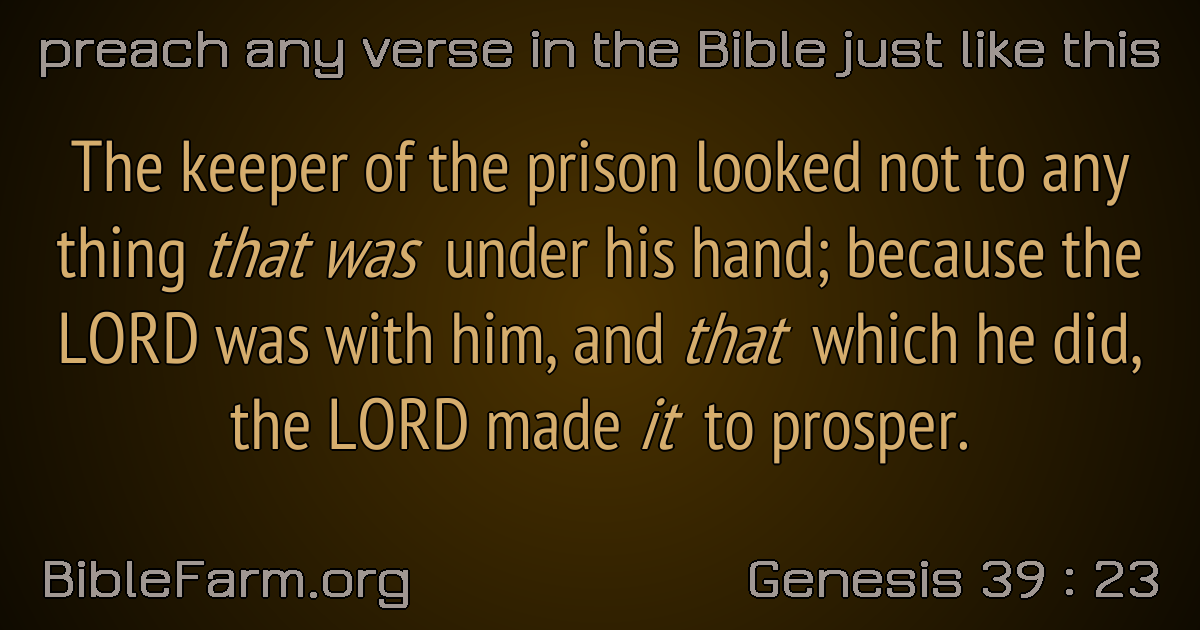 preach any verse in the Bible just like this
The keeper of the prison looked not to any
thing that was under his hand; because the
LORD was with him, and that which he did,
the LORD made it to prosper.
BibleFarm.org
Genesis 39 : 23